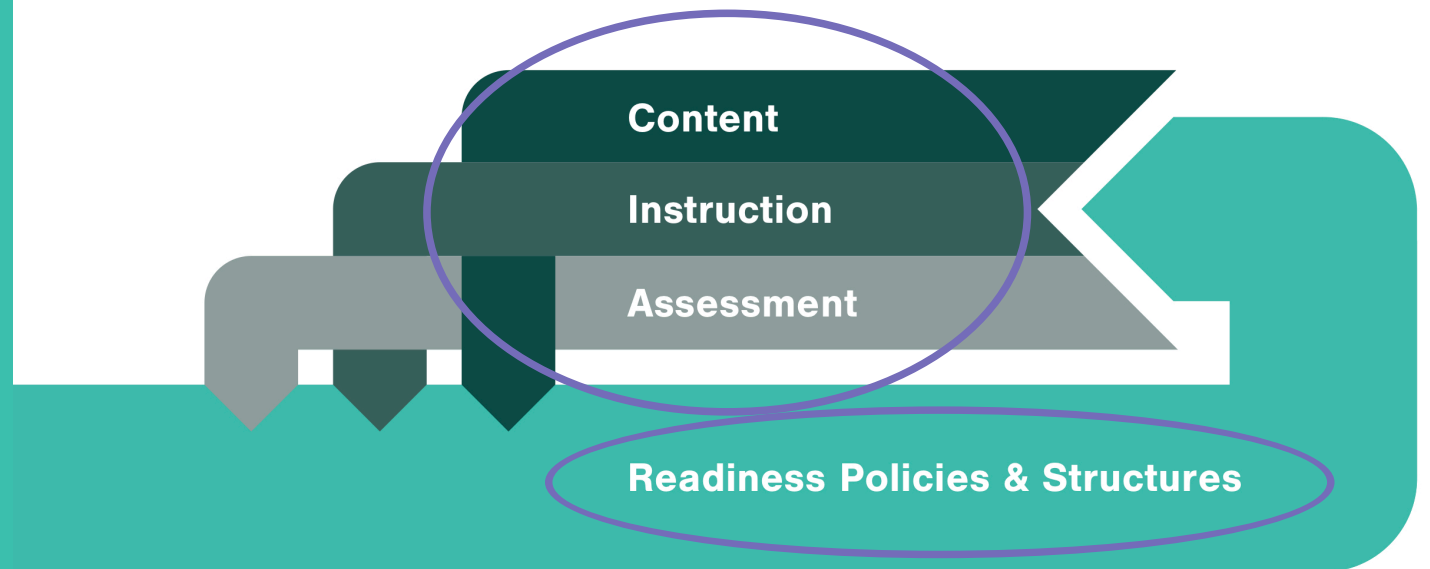 Content
Instruction
Assessment
Readiness Policies & Structures